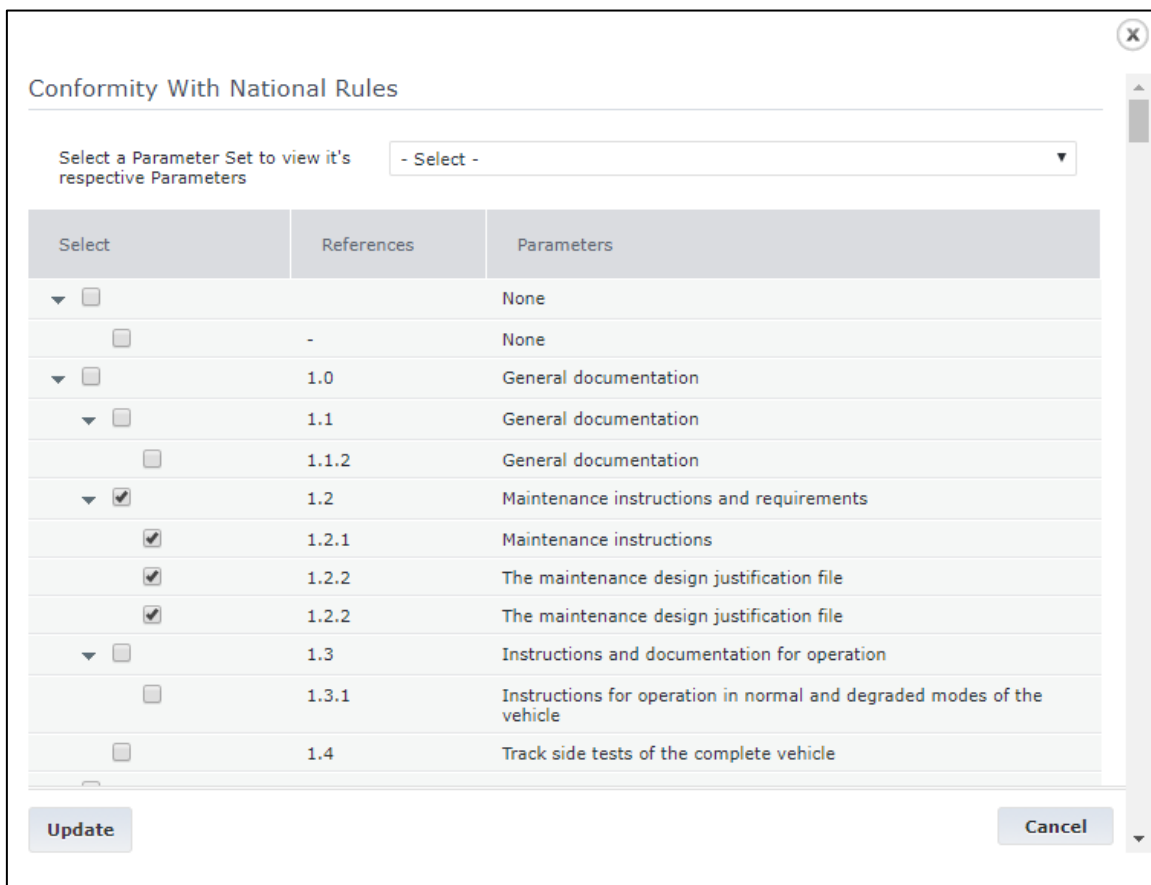 x
Conformity With National Rules
Select a Parameter Set to view it's
respective Parameters
- Select -
Select References Parameters
None
- None
1.0 General documentation
1.1 General documentation
1.1.2 General documentation
1.2 Maintenance instructions and requirements
1.2.1 Maintenance instructions
1.2.2 The maintenance design justification file
1.2.2 The maintenance design justification file
1.3 Instructions and documentation for operation
1.3.1 Instructions for operation in normal and degraded modes of the
vehicle
1.4 Track side tests of the complete vehicle
Update Cancel